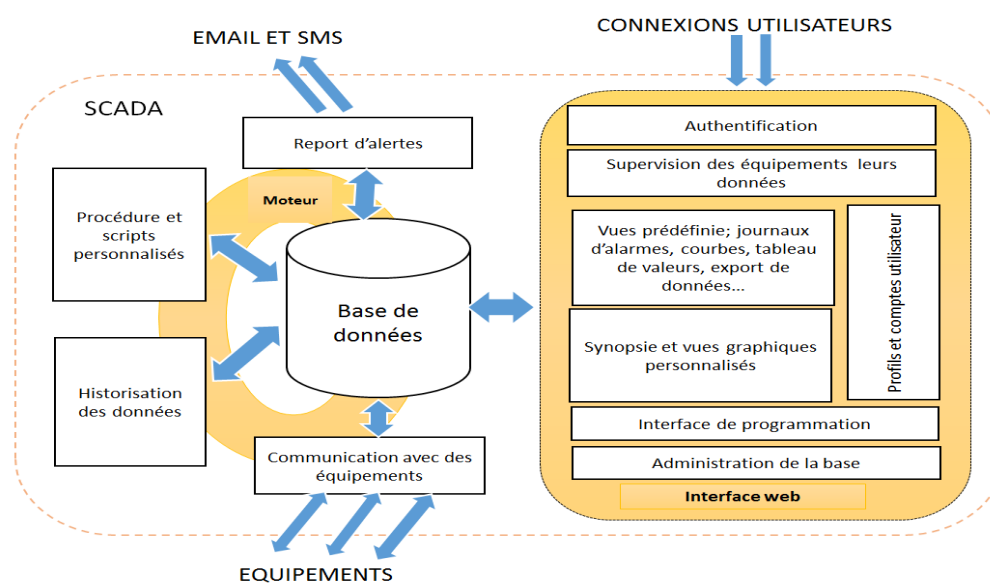 EMAIL ET SMS
CONNEXIONS UTILISATEURS
SCADA
Report d’alertes
Moteur
Procédure et
scripts personnalisés
Base de
données
Historisation
des données
Communication avec des
équipements
EQUIPEMENTS
Authentification
Supervision des équipements leurs
données
Vues prédéfinie; journaux
d’alarmes, courbes, tableau
de valeurs, export de
données...
Profils et comptes utilisateur
Synopsie et vues graphiques
personnalisés
Interface de programmation
Administration de la base
Interface web